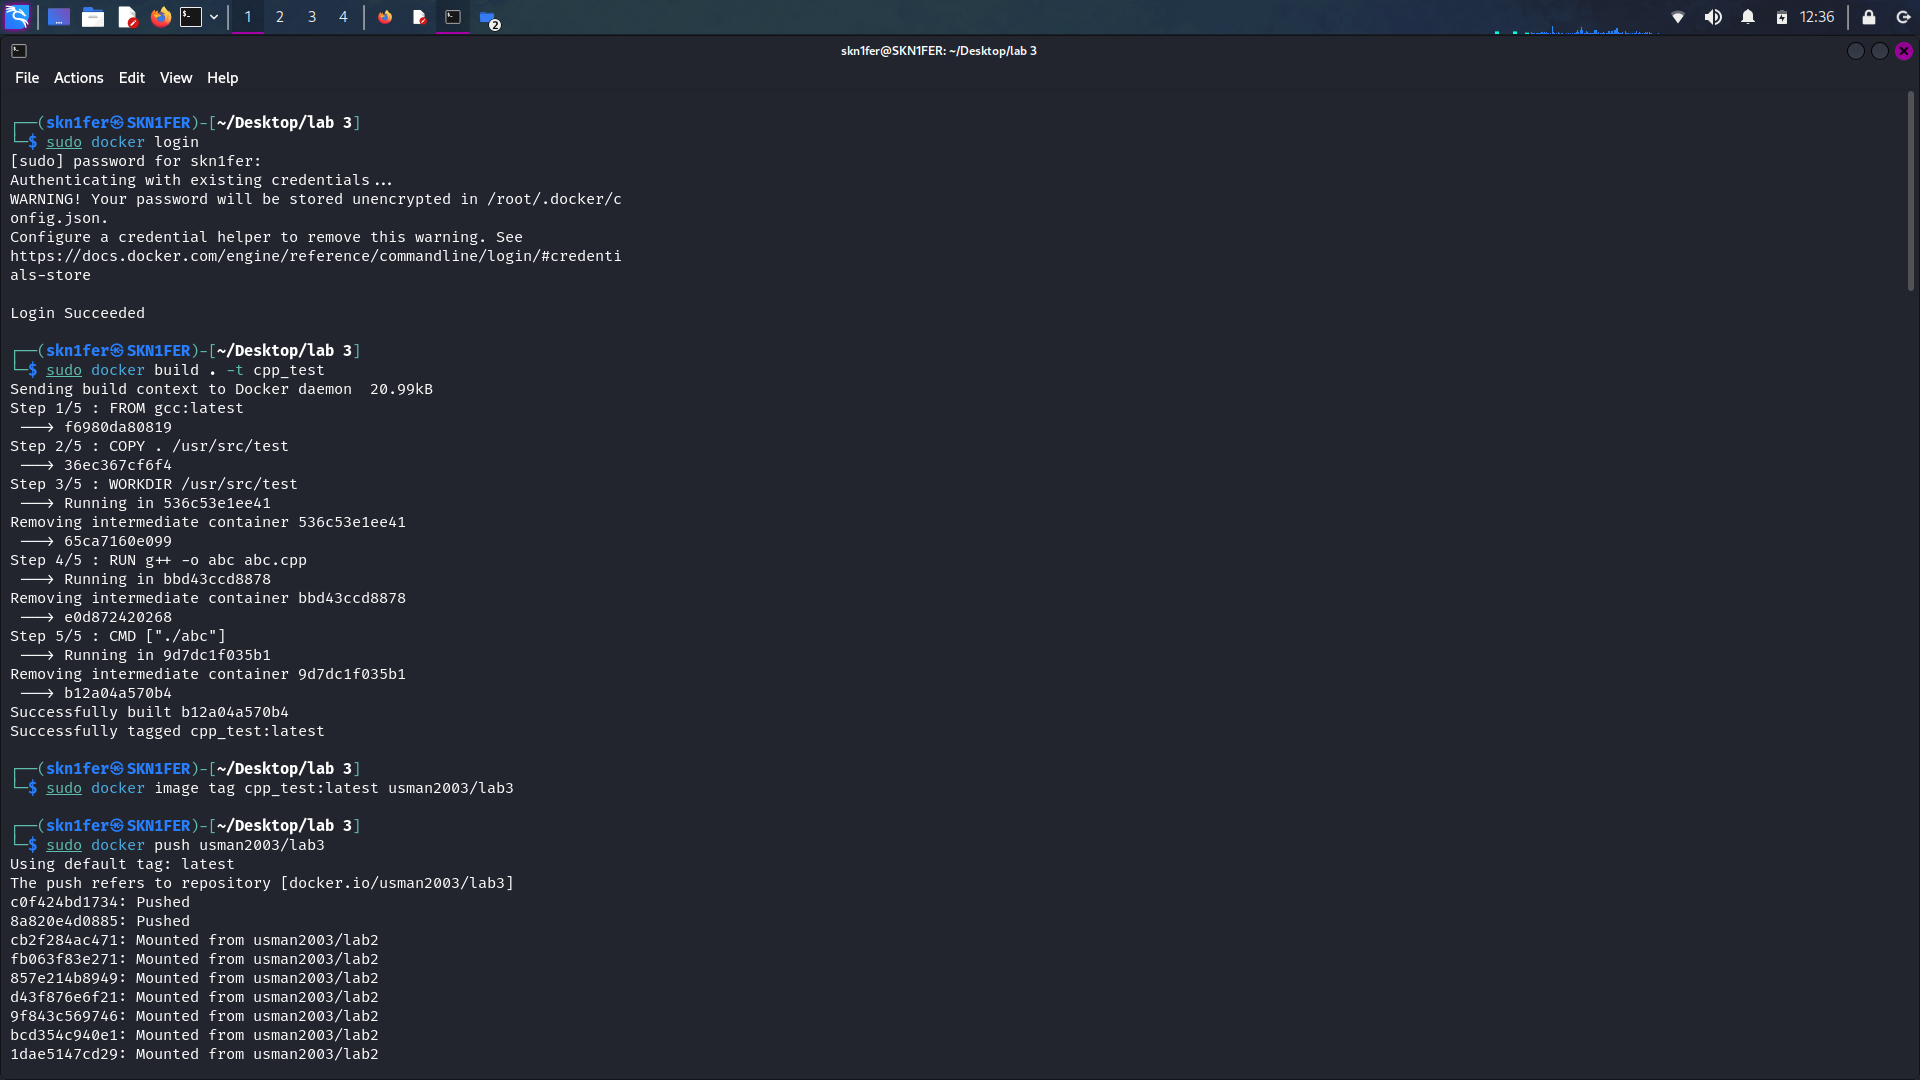 1 2 3 4 2 12:36
skn1fer@SKN1FER: ~/Desktop/lab 3
File Actions Edit View Help
┌──(skn1fer㉿SKN1FER)-[~/Desktop/lab 3]
└─$ sudo docker login
[sudo] password for skn1fer:
Authenticating with existing credentials...
WARNING! Your password will be stored unencrypted in /root/.docker/c
onfig.json.
Configure a credential helper to remove this warning. See
https://docs.docker.com/engine/reference/commandline/login/#credenti
als-store
Login Succeeded
┌──(skn1fer㉿SKN1FER)-[~/Desktop/lab 3]
└─$ sudo docker build . -t cpp_test
Sending build context to Docker daemon  20.99kB
Step 1/5 : FROM gcc:latest
 ---> f6980da80819
Step 2/5 : COPY . /usr/src/test
 ---> 36ec367cf6f4
Step 3/5 : WORKDIR /usr/src/test
 ---> Running in 536c53e1ee41
Removing intermediate container 536c53e1ee41
 ---> 65ca7160e099
Step 4/5 : RUN g++ -o abc abc.cpp
 ---> Running in bbd43ccd8878
Removing intermediate container bbd43ccd8878
 ---> e0d872420268
Step 5/5 : CMD ["./abc"]
 ---> Running in 9d7dc1f035b1
Removing intermediate container 9d7dc1f035b1
 ---> b12a04a570b4
Successfully built b12a04a570b4
Successfully tagged cpp_test:latest
┌──(skn1fer㉿SKN1FER)-[~/Desktop/lab 3]
└─$ sudo docker image tag cpp_test:latest usman2003/lab3
┌──(skn1fer㉿SKN1FER)-[~/Desktop/lab 3]
└─$ sudo docker push usman2003/lab3
Using default tag: latest
The push refers to repository [docker.io/usman2003/lab3]
c0f424bd1734: Pushed
8a820e4d0885: Pushed
cb2f284ac471: Mounted from usman2003/lab2
fb063f83e271: Mounted from usman2003/lab2
857e214b8949: Mounted from usman2003/lab2
d43f876e6f21: Mounted from usman2003/lab2
9f843c569746: Mounted from usman2003/lab2
bcd354c940e1: Mounted from usman2003/lab2
1dae5147cd29: Mounted from usman2003/lab2